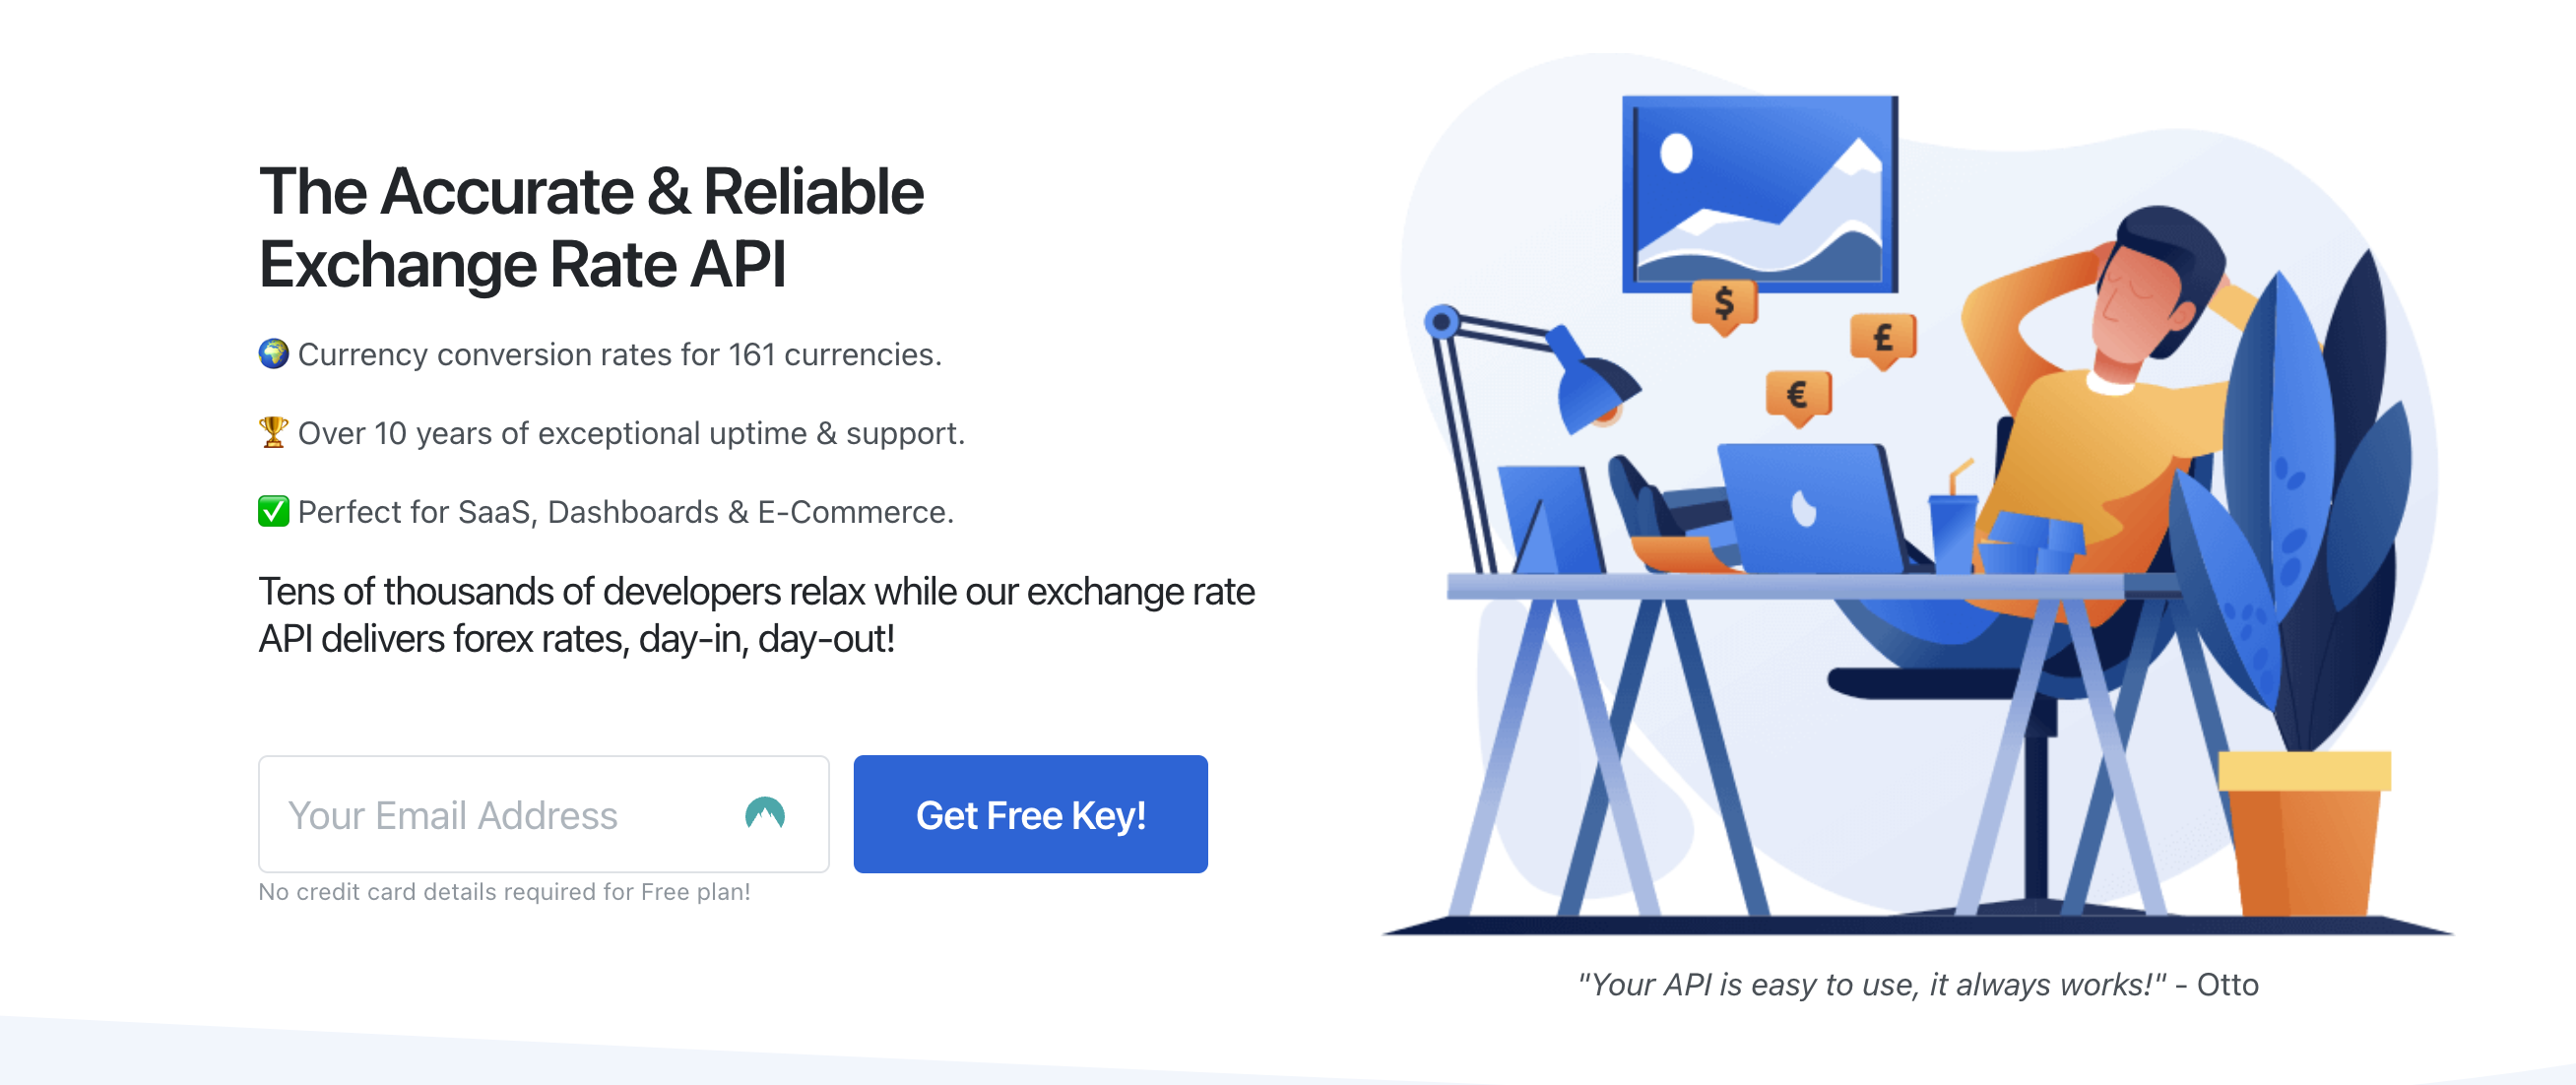 The Accurate & Reliable
Exchange Rate API
🌍 Currency conversion rates for 161 currencies.
🏆 Over 10 years of exceptional uptime & support.
✅ Perfect for SaaS, Dashboards & E-Commerce.
Tens of thousands of developers relax while our exchange rate
API delivers forex rates, day-in, day-out!
Your Email Address
Get Free Key!
No credit card details required for Free plan!
$
£
€
"Your API is easy to use, it always works!" - Otto